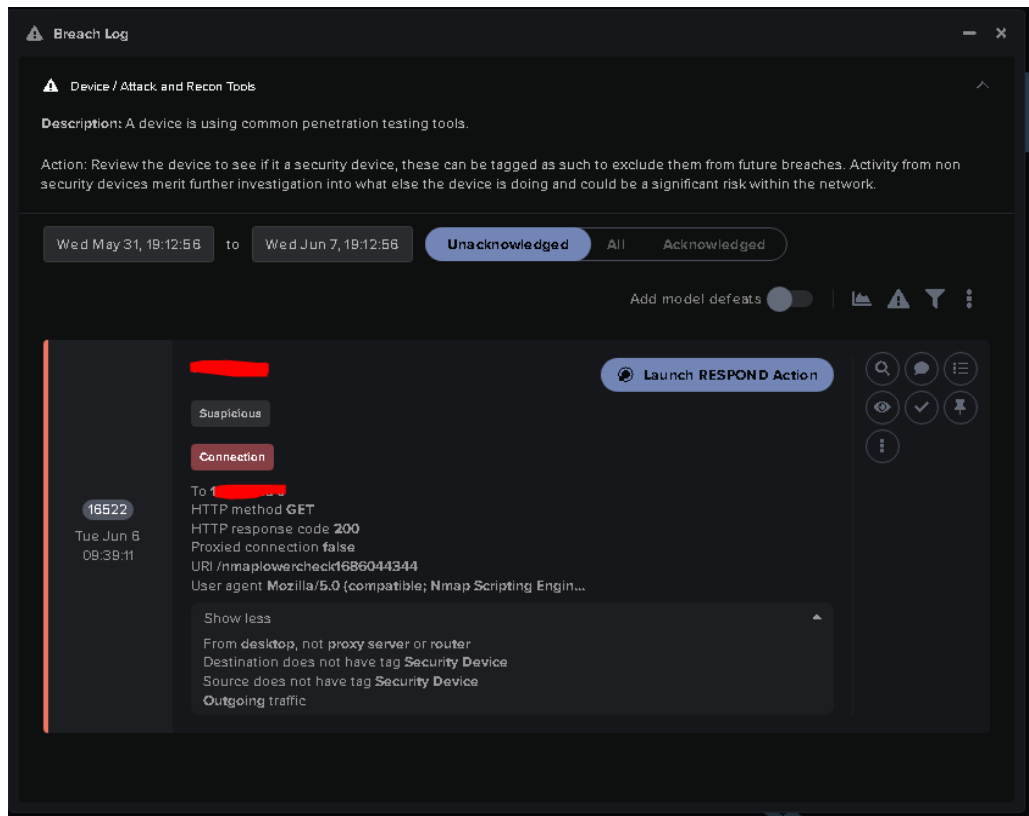 Breach Log
Device / Attack and Recon Tools
Description: A device is using common penetration testing tools.
Action: Review the device to see if it a security device, these can be tagged as such to exclude them from future breaches. Activity from non
security devices merit further investigation into what else the device is doing and could be a significant risk within the network.
Wed May 31, 19:12:56 to Wed Jun 7, 19:12:56 Unacknowledged All Acknowledged
Add model defeats
Launch RESPOND Action
Suspicious
Connection
To 1
HTTP method GET
16522
HTTP response code 200
Tue Jun 6
Proxied connection false
09:39:11
URI /nmaplowercheck1686044344
User agent Mozilla/5.0 (compatible; Nmap Scripting Engin...
Show less
From desktop, not proxy server or router
Destination does not have tag Security Device
Source does not have tag Security Device
Outgoing traffic